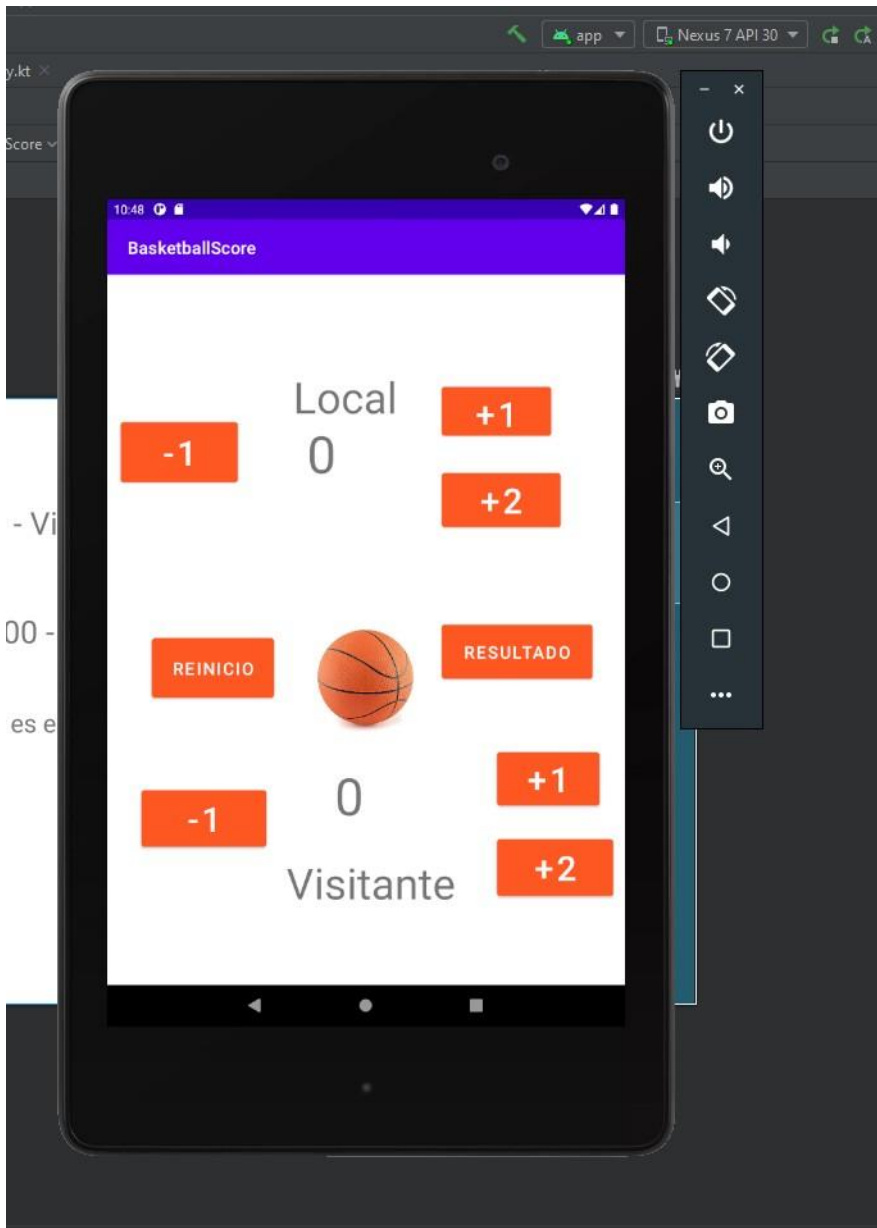 app
Nexus 7 API 30
y.kt
Score
10:48
BasketballScore
Local
+1
-1
0
+2
- Vi
00 -
REINICIO
RESULTADO
es e
+1
0
-1
+2
Visitante